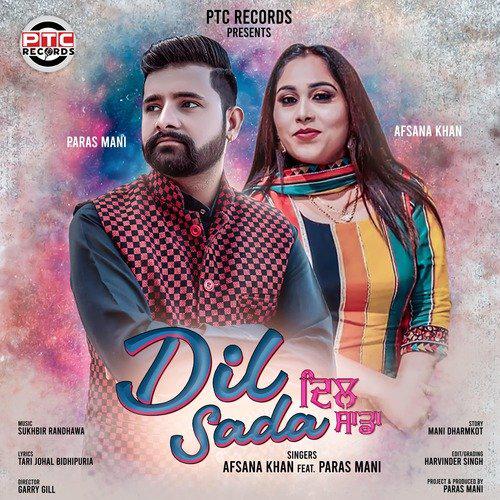 PTC
RECORDS
PTC RECORDS
PRESENTS
PARAS MANI
AFSANA KHAN
Dil
Sada
ਦਿਲ
ਸਾਡਾ
SINGERS
AFSANA KHAN FEAT. PARAS MANI
MUSIC
SUKHBIR RANDHAWA
LYRICS
TARI JOHAL BIDHIPURIA
DIRECTOR
GARRY GILL
STORY
MANI DHARMKOT
EDIT/GRADING
HARVINDER SINGH
PROJECT & PRODUCED BY
PARAS MANI